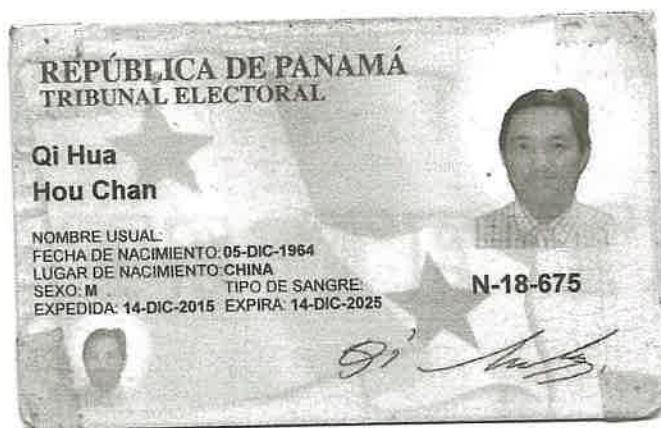 REPÚBLICA DE PANAMÁ
TRIBUNAL ELECTORAL
Qi Hua
Hou Chan
NOMBRE USUAL:
FECHA DE NACIMIENTO: 05-DIC-1964
LUGAR DE NACIMIENTO: CHINA
SEXO: M TIPO DE SANGRE:
EXPEDIDA: 14-DIC-2015 EXPIRA: 14-DIC-2025
N-18-675